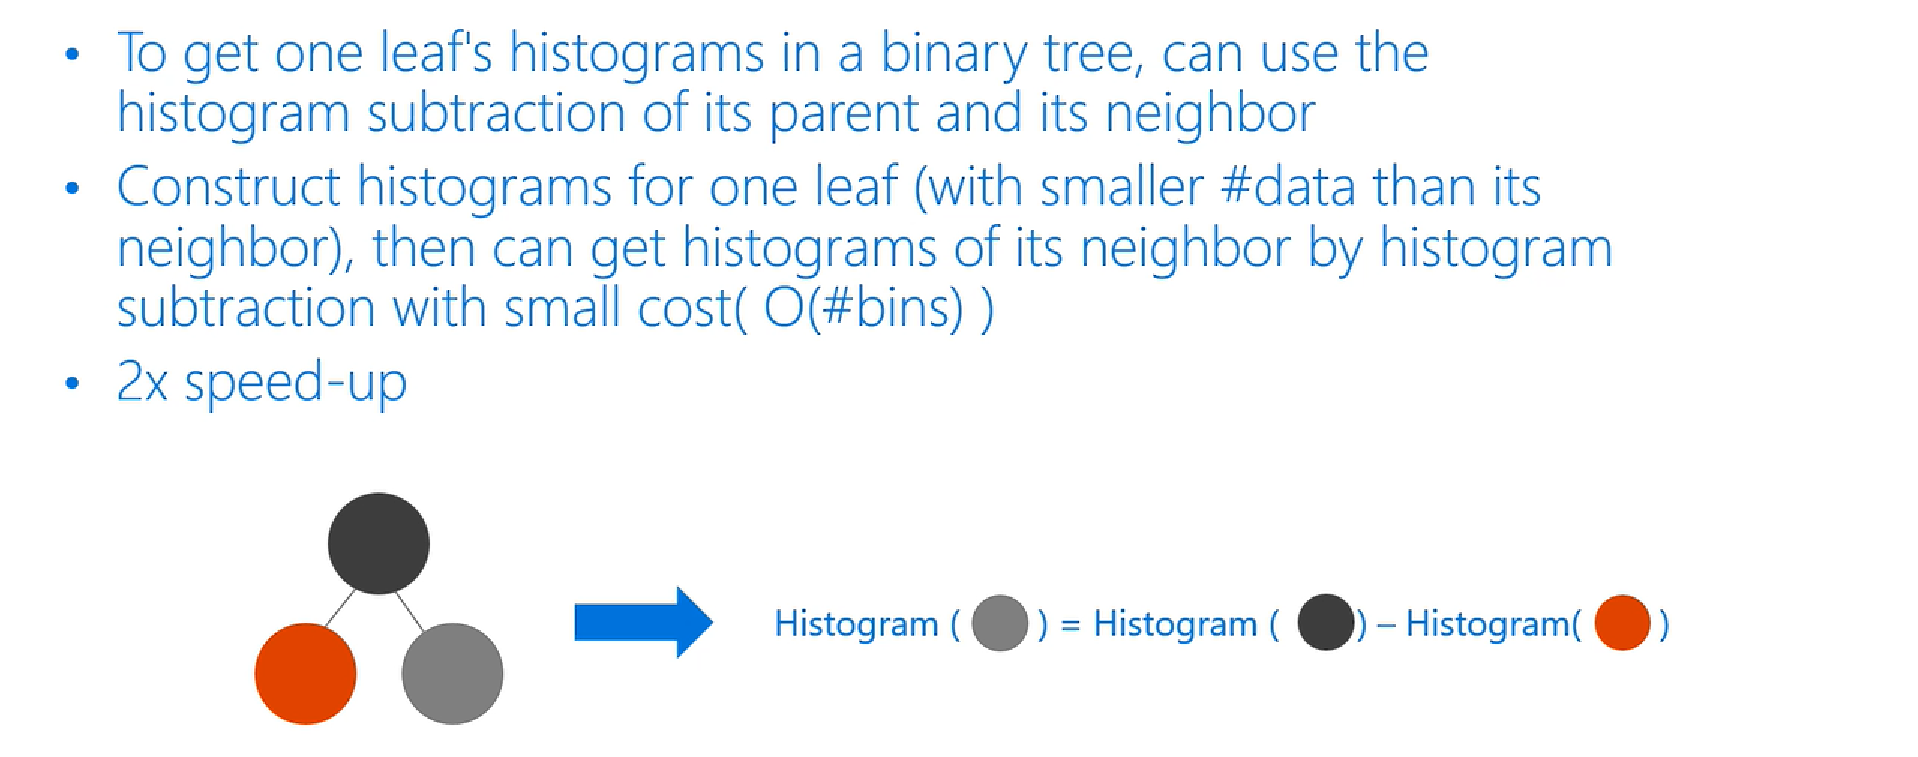 • To get one leaf's histograms in a binary tree, can use the
histogram subtraction of its parent and its neighbor
• Construct histograms for one leaf (with smaller #data than its
neighbor), then can get histograms of its neighbor by histogram
subtraction with small cost( O(#bins) )
• 2x speed-up
Histogram ( ) = Histogram ( ) – Histogram( )